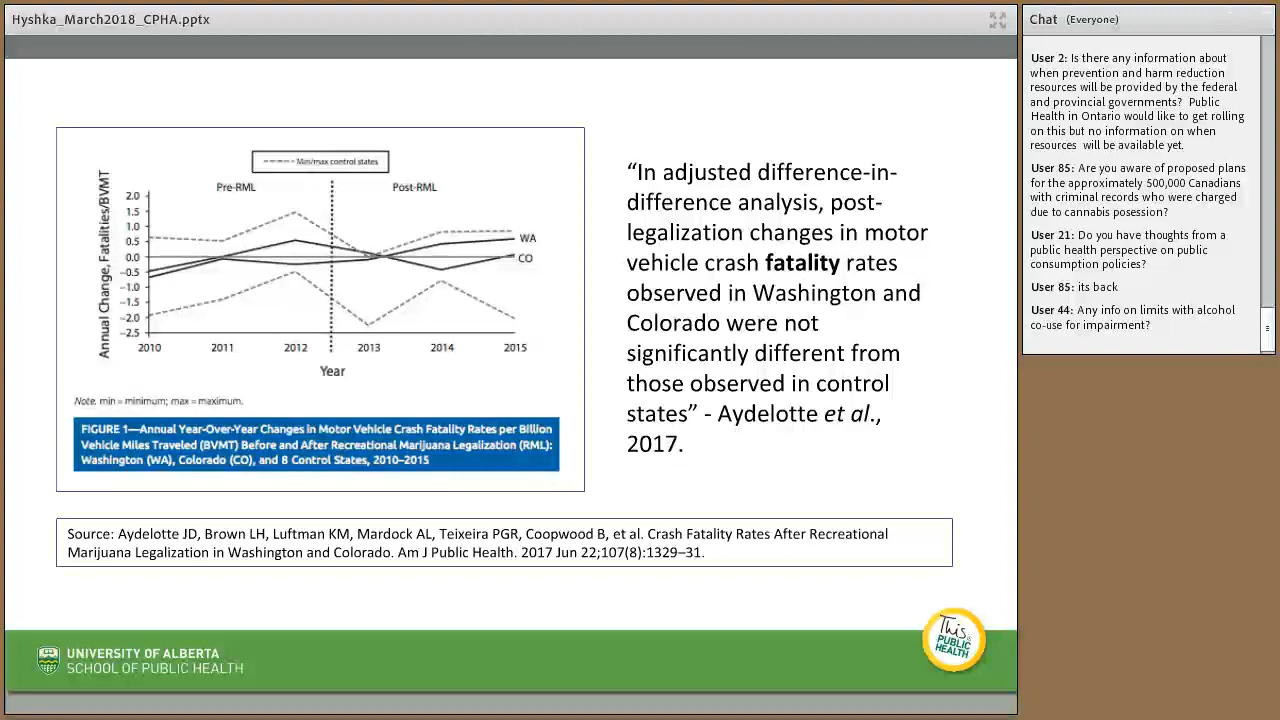 Hyshka_March2018_CPHA.pptx
Min/max control states
Pre-RML
Post-RML
Annual Change, Fatalities/BVMT
2.0
1.5
1.0
0.5
0.0
−0.5
−1.0
−1.5
−2.0
−2.5
WA
CO
2010 2011 2012 2013 2014 2015
Year
Note. min = minimum; max = maximum.
FIGURE 1—Annual Year-Over-Year Changes in Motor Vehicle Crash Fatality Rates per Billion
Vehicle Miles Traveled (BVMT) Before and After Recreational Marijuana Legalization (RML):
Washington (WA), Colorado (CO), and 8 Control States, 2010–2015
“In adjusted difference-in-
difference analysis, post-
legalization changes in motor
vehicle crash fatality rates
observed in Washington and
Colorado were not
significantly different from
those observed in control
states” - Aydelotte et al.,
2017.
Source: Aydelotte JD, Brown LH, Luftman KM, Mardock AL, Teixeira PGR, Coopwood B, et al. Crash Fatality Rates After Recreational
Marijuana Legalization in Washington and Colorado. Am J Public Health. 2017 Jun 22;107(8):1329–31.
UNIVERSITY OF ALBERTA
SCHOOL OF PUBLIC HEALTH
This is
PUBLIC
HEALTH
Chat (Everyone)
User 2: Is there any information about
when prevention and harm reduction
resources will be provided by the federal
and provincial governments? Public
Health in Ontario would like to get rolling
on this but no information on when
resources will be available yet.
User 85: Are you aware of proposed plans
for the approximately 500,000 Canadians
with criminal records who were charged
due to cannabis posession?
User 21: Do you have thoughts from a
public health perspective on public
consumption policies?
User 85: its back
User 44: Any info on limits with alcohol
co-use for impairment?